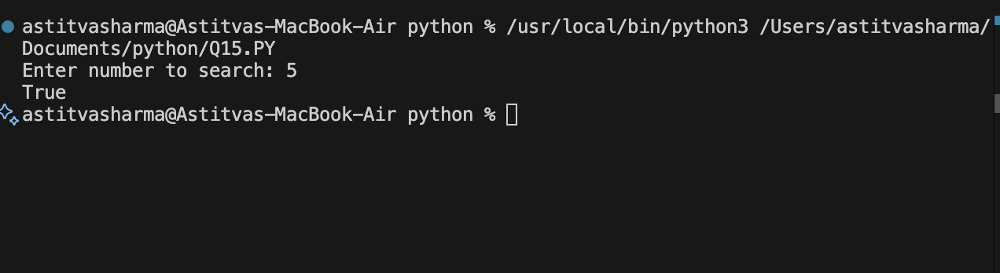 astitvasharma@Astitvas-MacBook-Air python % /usr/local/bin/python3 /Users/astitvasharma/
Documents/python/Q15.PY
Enter number to search: 5
True
astitvasharma@Astitvas-MacBook-Air python %